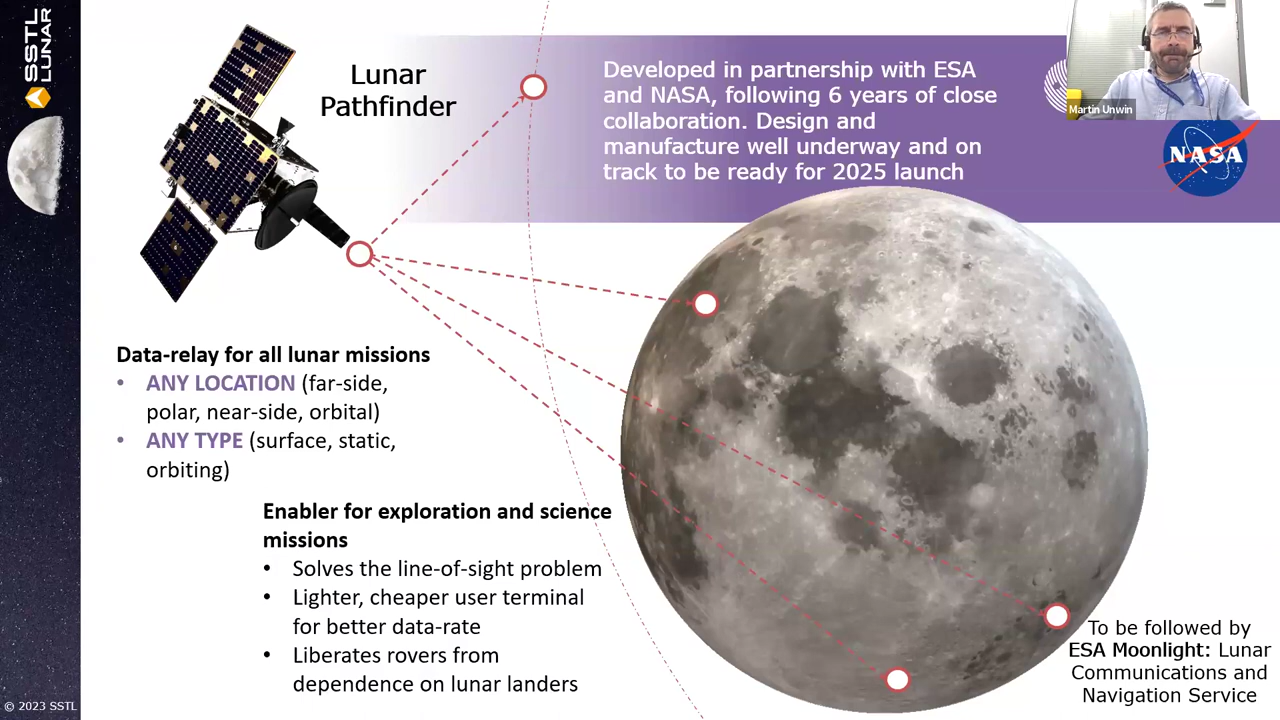 SSTL
LUNAR
Lunar
Pathfinder
Developed in partnership with ESA
and NASA, following 6 years of close
collaboration. Design and
manufacture well underway and on
track to be ready for 2025 launch
Martin Unwin
NASA
Data-relay for all lunar missions
• ANY LOCATION (far-side,
polar, near-side, orbital)
• ANY TYPE (surface, static,
orbiting)
Enabler for exploration and science
missions
• Solves the line-of-sight problem
• Lighter, cheaper user terminal
for better data-rate
• Liberates rovers from
dependence on lunar landers
To be followed by
ESA Moonlight: Lunar
Communications and
Navigation Service
© 2023 SSTL